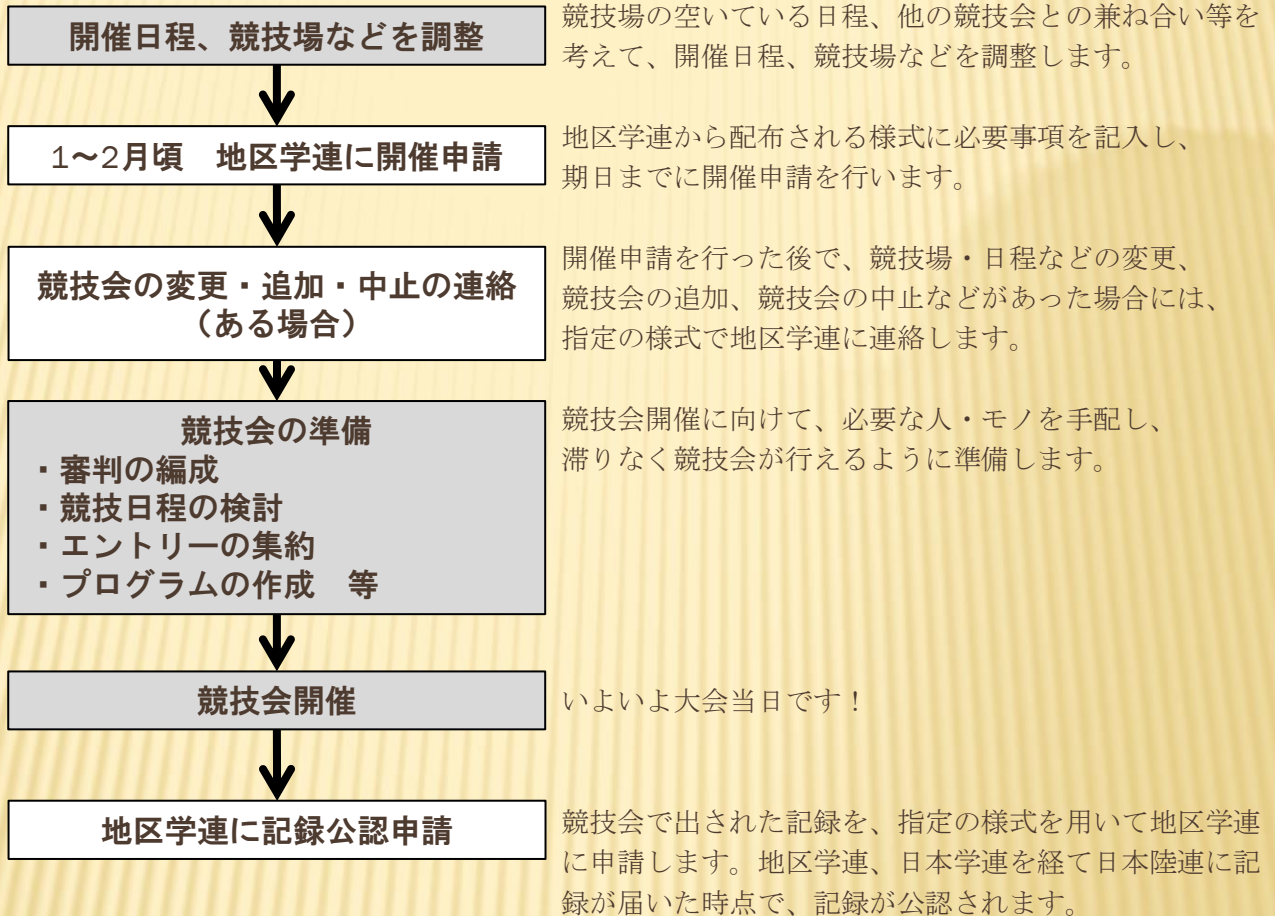 開催日程、競技場などを調整
競技場の空いている日程、他の競技会との兼ね合い等を
考えて、開催日程、競技場などを調整します。
1～2月頃　地区学連に開催申請
地区学連から配布される様式に必要事項を記入し、
期日までに開催申請を行います。
競技会の変更・追加・中止の連絡
（ある場合）
開催申請を行った後で、競技場・日程などの変更、
競技会の追加、競技会の中止などがあった場合には、
指定の様式で地区学連に連絡します。
競技会の準備
・審判の編成
・競技日程の検討
・エントリーの集約
・プログラムの作成　等
競技会開催に向けて、必要な人・モノを手配し、
滞りなく競技会が行えるように準備します。
競技会開催
いよいよ大会当日です！
地区学連に記録公認申請
競技会で出された記録を、指定の様式を用いて地区学連
に申請します。地区学連、日本学連を経て日本陸連に記
録が届いた時点で、記録が公認されます。